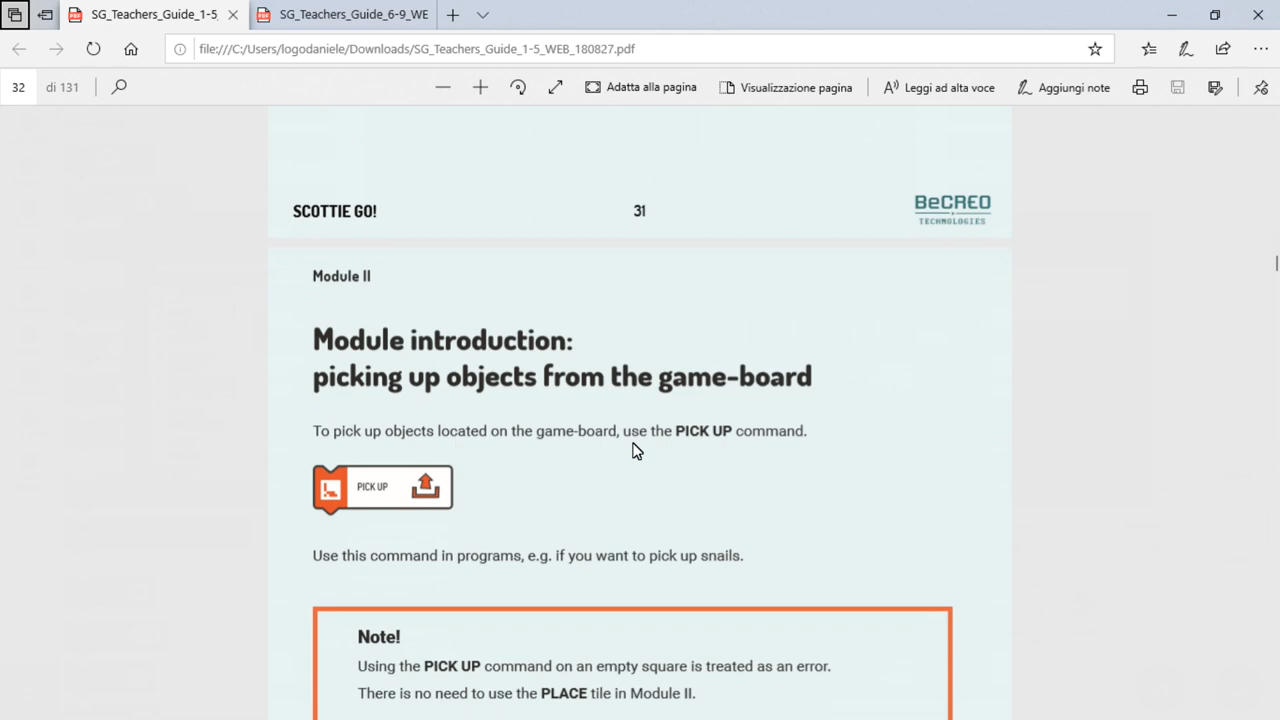 SG_Teachers_Guide_1-5_
SG_Teachers_Guide_6-9_WE
file:///C:/Users/logodaniele/Downloads/SG_Teachers_Guide_1-5_WEB_180827.pdf
32 di 131 Adatta alla pagina Visualizzazione pagina Leggi ad alta voce Aggiungi note
SCOTTIE GO! 31 BeCREO
TECHNOLOGIES
Module II
Module introduction:
picking up objects from the game-board
To pick up objects located on the game-board, use the PICK UP command.
PICK UP
Use this command in programs, e.g. if you want to pick up snails.
Note!
Using the PICK UP command on an empty square is treated as an error.
There is no need to use the PLACE tile in Module II.